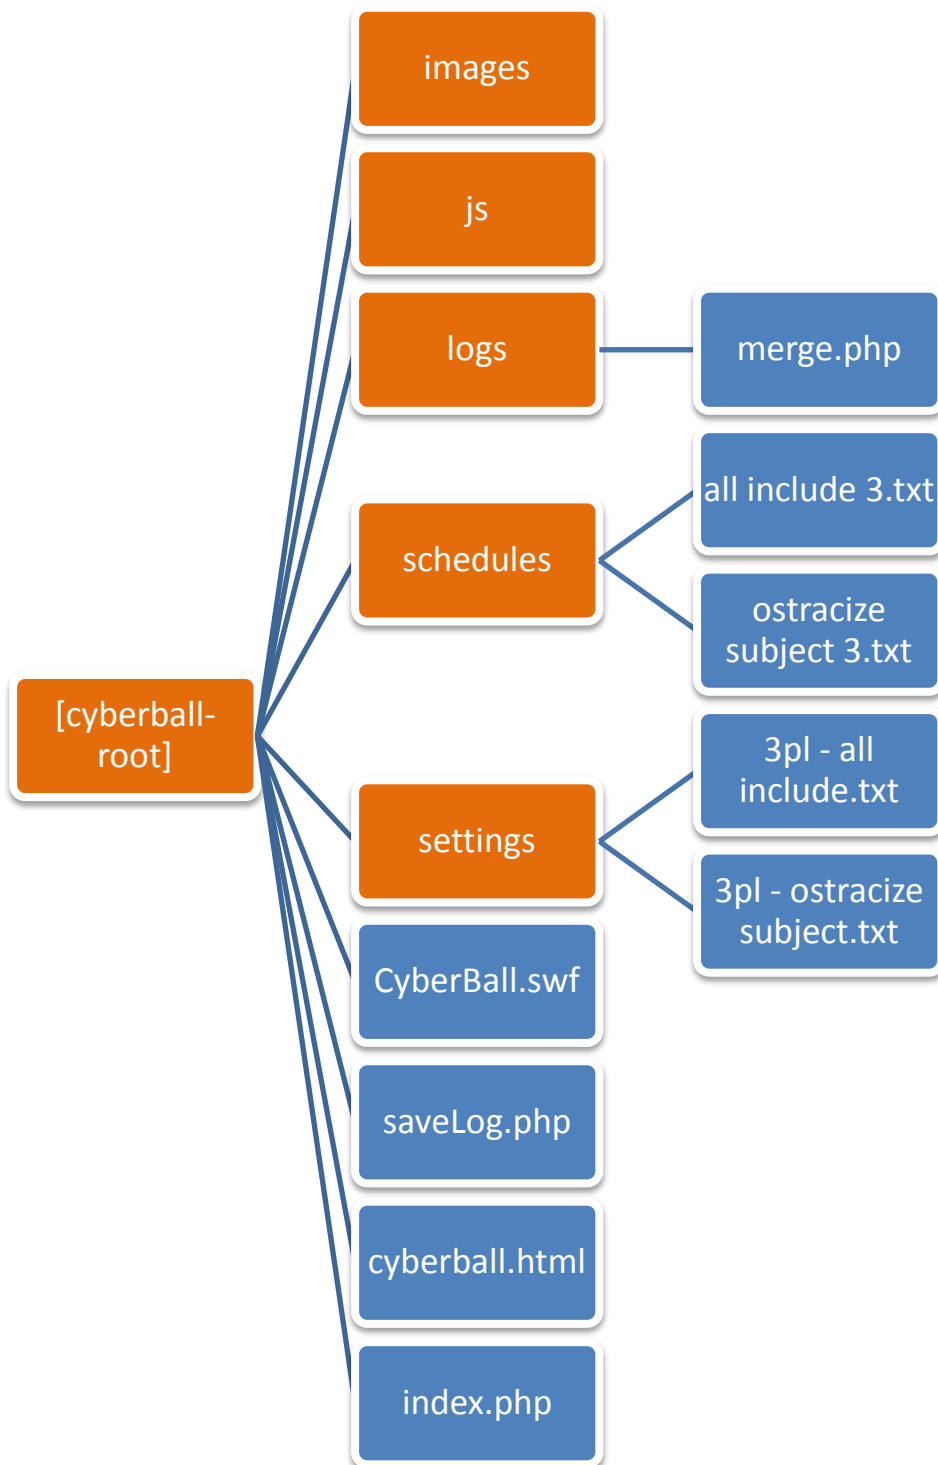 images
js
logs
merge.php
all include 3.txt
schedules
ostracize
subject 3.txt
[cyberball-
root]
3pl - all
include.txt
settings
3pl - ostracize
subject.txt
CyberBall.swf
saveLog.php
cyberball.html
index.php